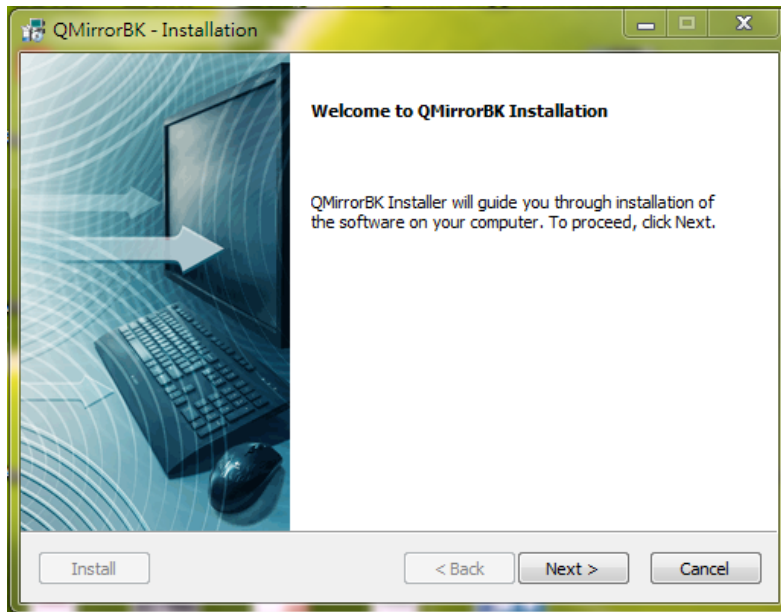 QMirrorBK - Installation
Welcome to QMirrorBK Installation
QMirrorBK Installer will guide you through installation of
the software on your computer. To proceed, click Next.
Install
< Back
Next >
Cancel